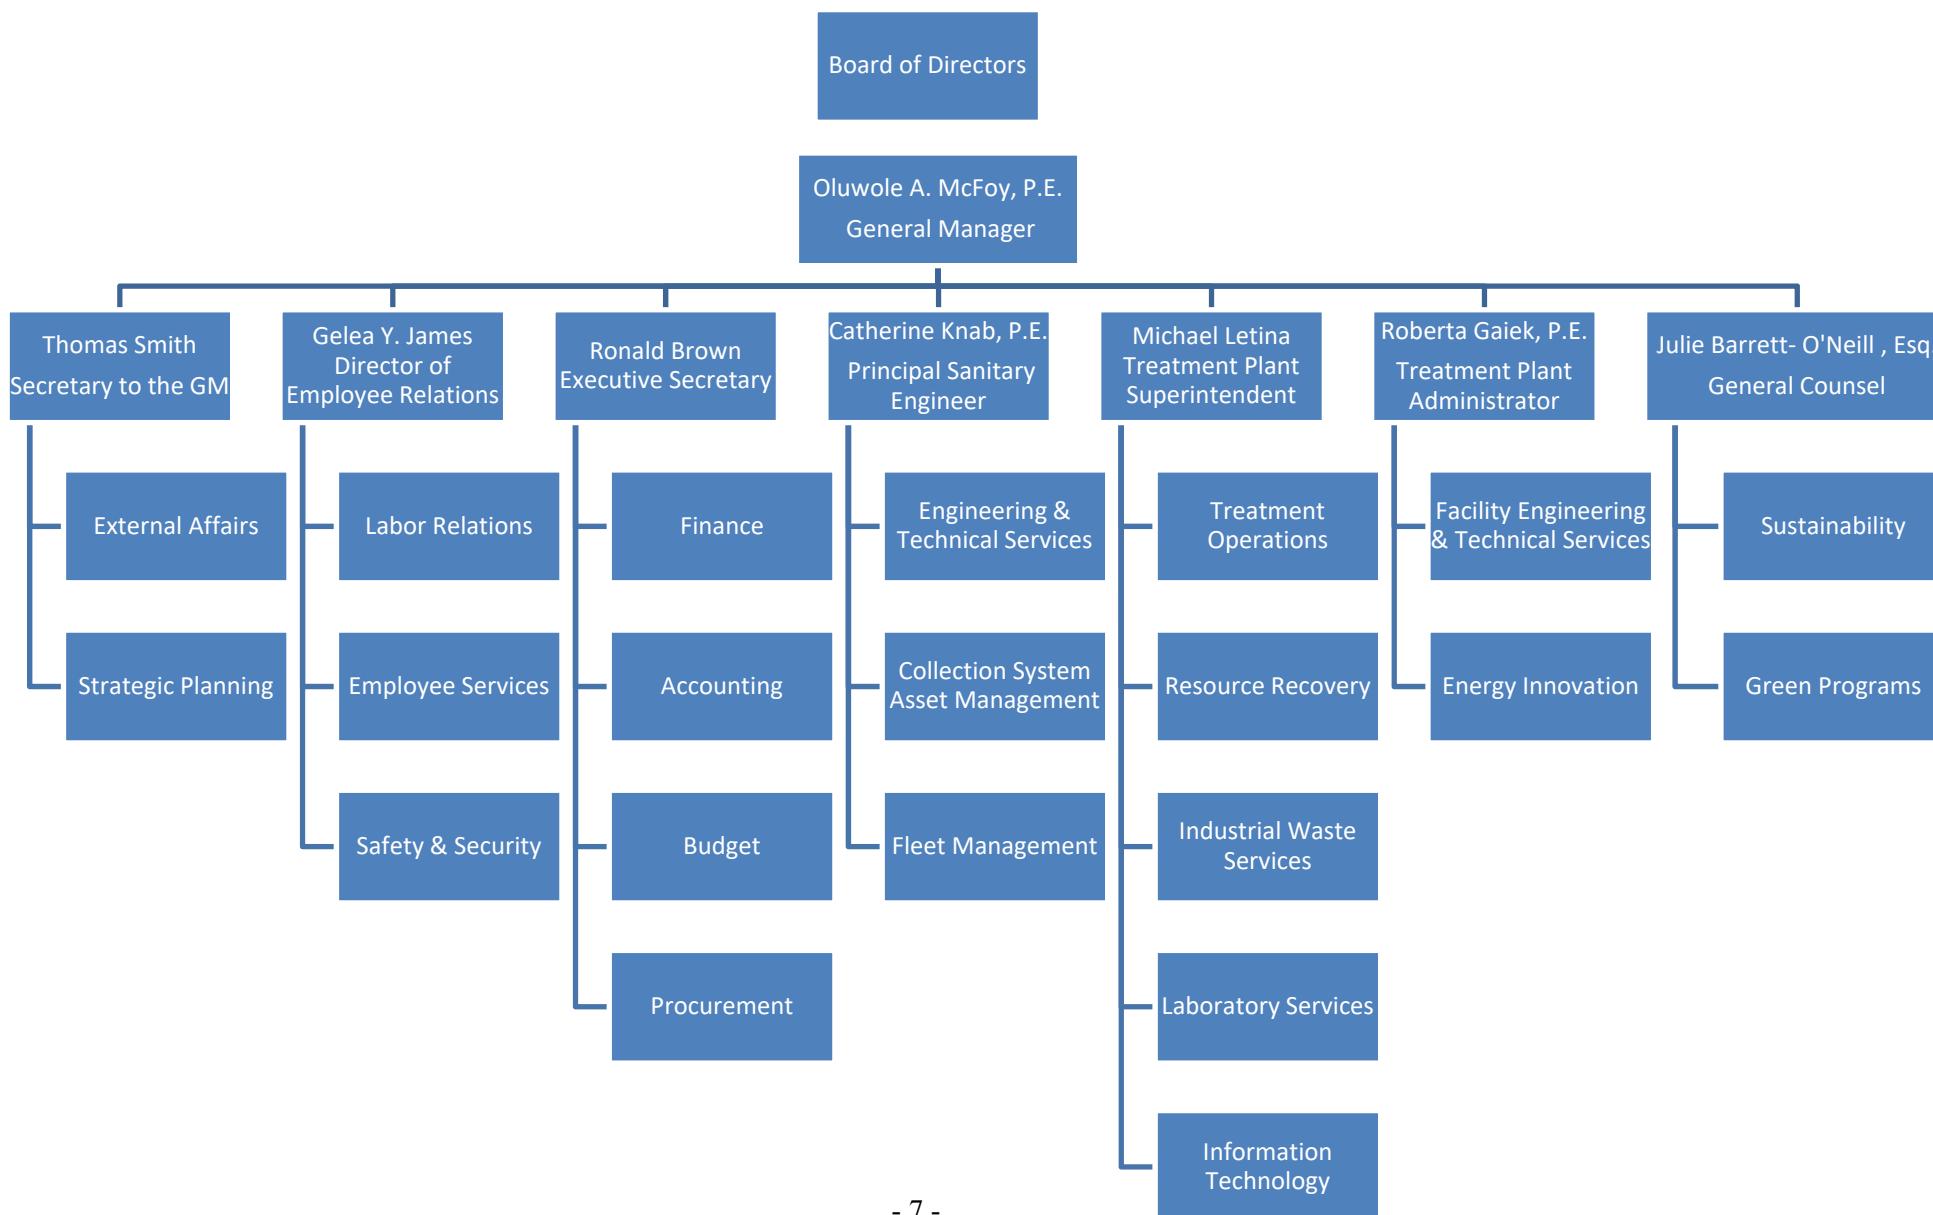 Board of Directors
Oluwole A. McFoy, P.E.
General Manager
Thomas Smith
Secretary to the GM
Gelea Y. James
Director of
Employee Relations
Ronald Brown
Executive Secretary
Catherine Knab, P.E.
Principal Sanitary
Engineer
Michael Letina
Treatment Plant
Superintendent
Roberta Gaiek, P.E.
Treatment Plant
Administrator
Julie Barrett- O'Neill , Esq.
General Counsel
External Affairs
Strategic Planning
Labor Relations
Employee Services
Safety & Security
Finance
Accounting
Budget
Procurement
Engineering &
Technical Services
Collection System
Asset Management
Fleet Management
Treatment
Operations
Resource Recovery
Industrial Waste
Services
Laboratory Services
Information
Technology
Facility Engineering
& Technical Services
Energy Innovation
Sustainability
Green Programs
- 7 -